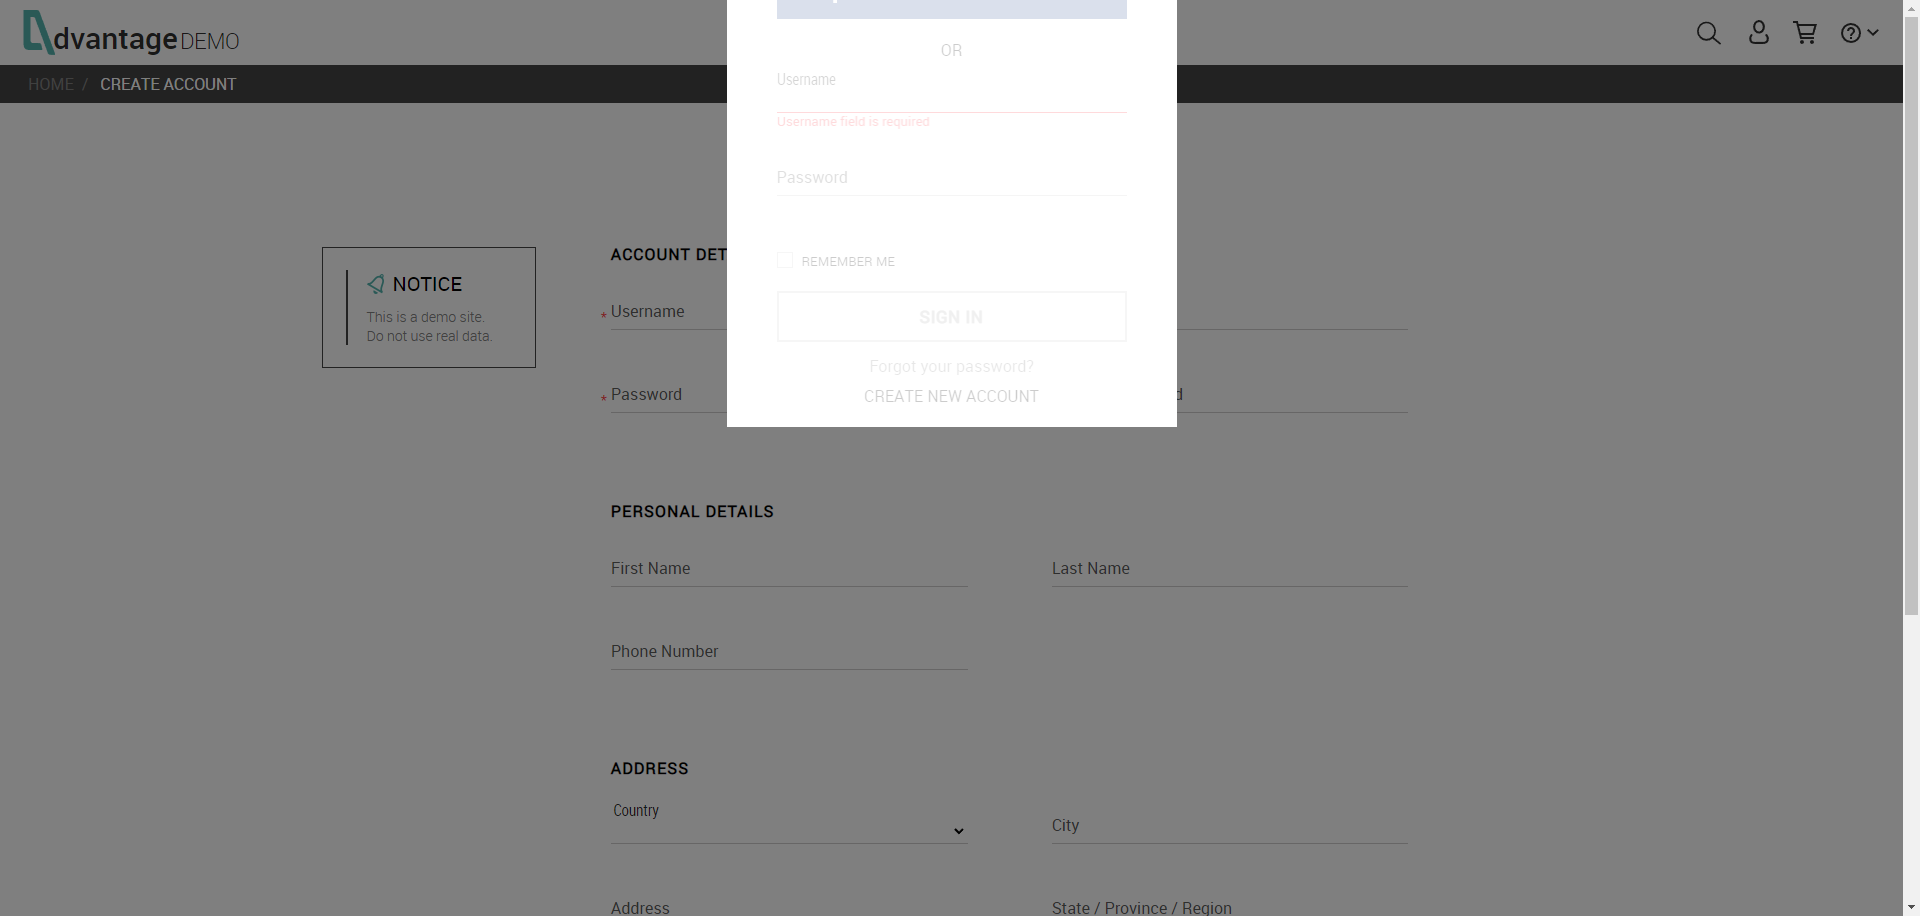 dvantage DEMO
HOME / CREATE ACCOUNT
OR
Username
Username field is required
Password
REMEMBER ME
SIGN IN
Forgot your password?
CREATE NEW ACCOUNT
NOTICE
This is a demo site.
Do not use real data.
ACCOUNT DET
* Username
* Password
d
PERSONAL DETAILS
First Name
Last Name
Phone Number
ADDRESS
Country
City
Address
State / Province / Region